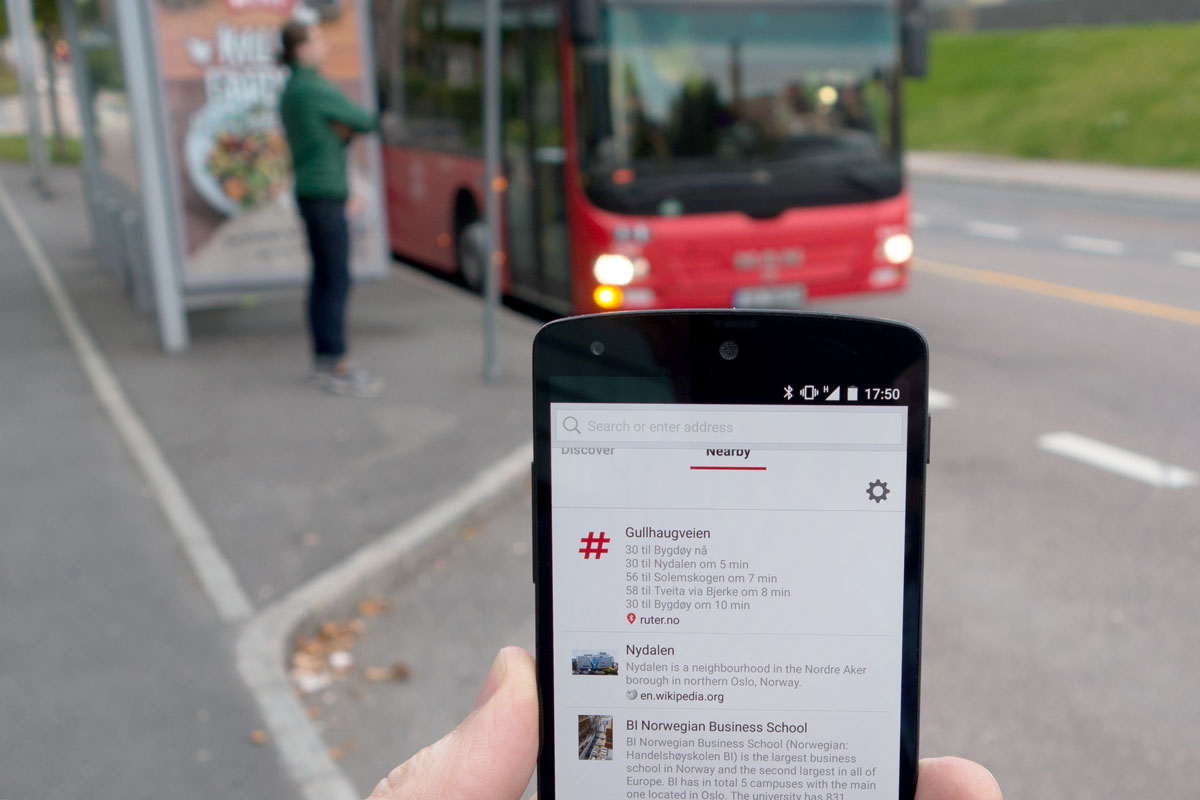 17:50
Search or enter address
Discover
Nearby
Gullhaugveien
30 til Bygdøy nå
30 til Nydalen om 5 min
56 til Solemskogen om 7 min
58 til Tveita via Bjerke om 8 min
30 til Bygdøy om 10 min
ruter.no
Nydalen
Nydalen is a neighbourhood in the Nordre Aker
borough in northern Oslo, Norway.
en.wikipedia.org
BI Norwegian Business School
BI Norwegian Business School (Norwegian:
Handelshøyskolen BI) is the largest business
school in Norway and the second largest in all of
Europe. BI has in total 5 campuses with the main
one located in Oslo. The university has 831